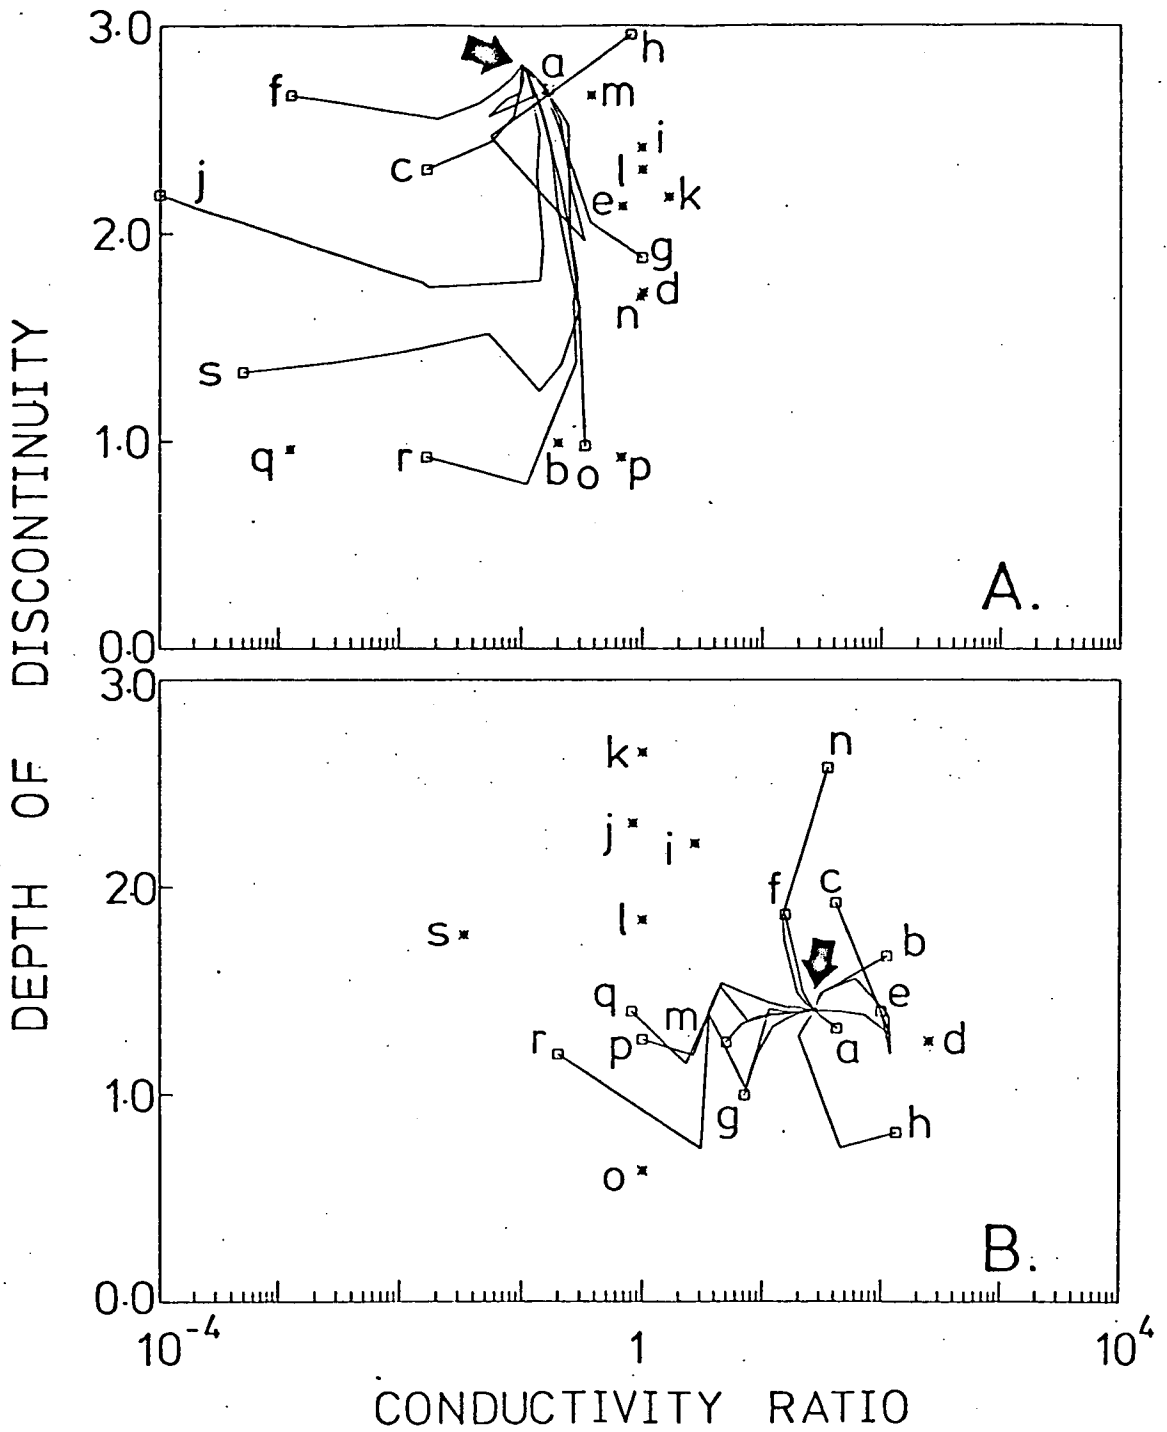 DEPTH OF DISCONTINUITY
3.0
2.0
1.0
0.0
f
j
c
s
q
r
a
h
m
i
l
e
k
g
d
n
b
o
p
A.
3.0
2.0
1.0
0.0
k
j
i
l
s
n
f
c
b
q
m
e
r
p
a
d
g
h
o
B.
10⁻⁴
1
10⁴
CONDUCTIVITY RATIO